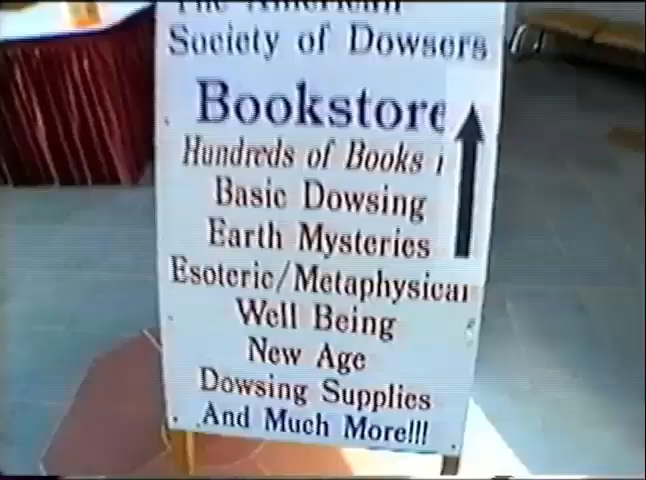 The American
Society of Dowsers
Bookstore
Hundreds of Books i
Basic Dowsing
Earth Mysteries
Esoteric/Metaphysical
Well Being
New Age
Dowsing Supplies
And Much More!!!